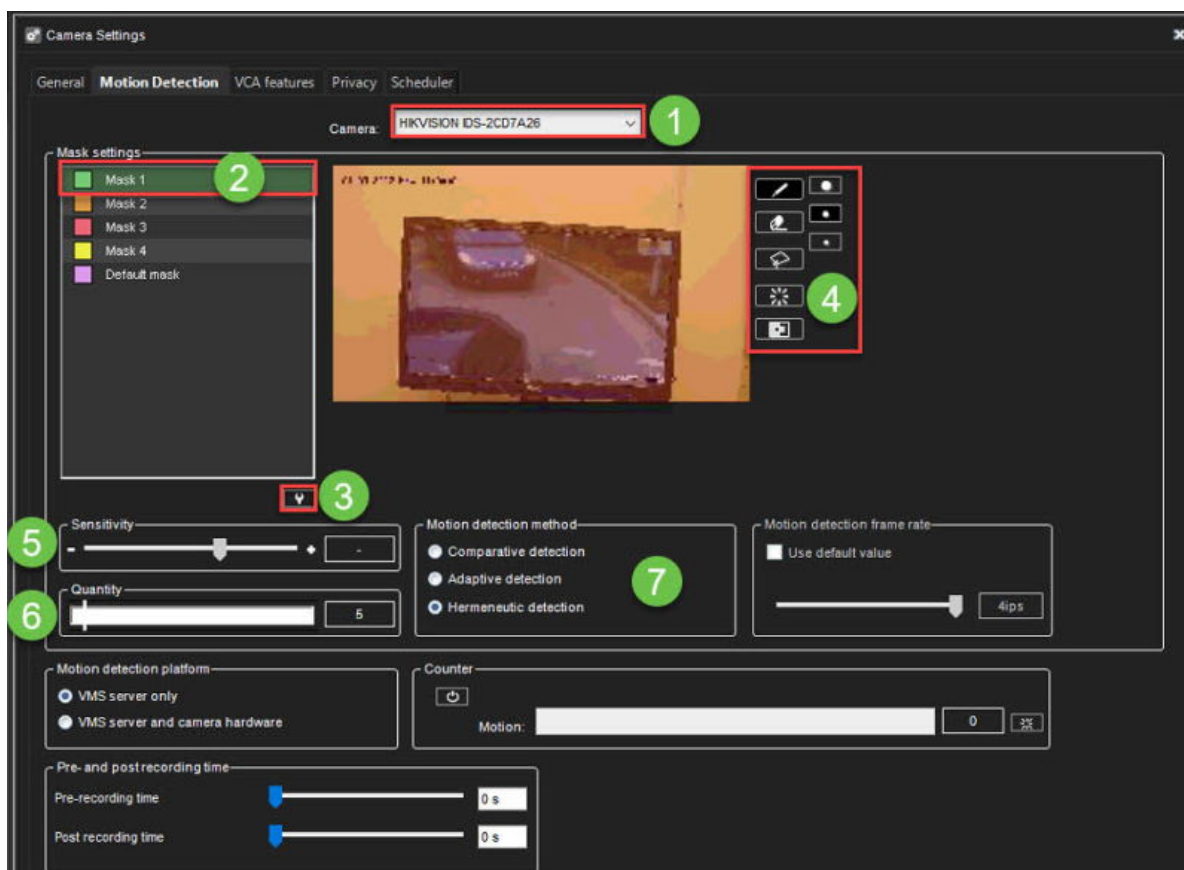 Camera Settings
General Motion Detection VCA features Privacy Scheduler
Camera: HIKVISION IDS-2CD7A26 1
Mask settings
Mask 1 2
Mask 2
Mask 3
Mask 4
Default mask
4
3
5 Sensitivity
- + -
6 Quantity
5
Motion detection method
Comparative detection
Adaptive detection
Hermeneutic detection
7
Motion detection frame rate
Use default value
4ips
Motion detection platform
VMS server only
VMS server and camera hardware
Counter
Motion: 0
Pre- and post recording time
Pre-recording time 0 s
Post recording time 0 s